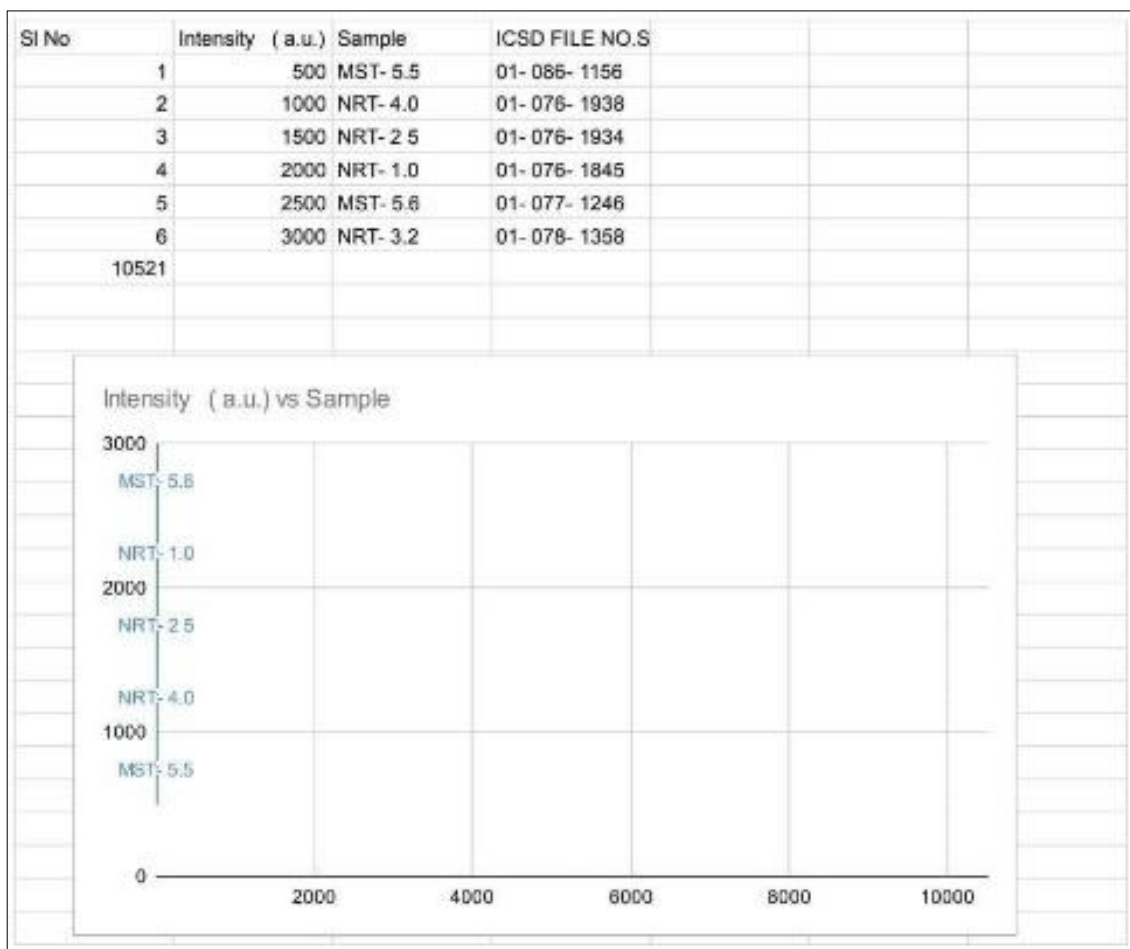 SI No Intensity ( a.u.) Sample ICSD FILE NO.S
1 500 MST- 5.5 01- 086- 1156
2 1000 NRT- 4.0 01- 076- 1938
3 1500 NRT- 2 5 01- 076- 1934
4 2000 NRT- 1.0 01- 076- 1845
5 2500 MST- 5.6 01- 077- 1246
6 3000 NRT- 3.2 01- 078- 1358
10521
Intensity ( a.u.) vs Sample
3000
MST- 5.6
NRT- 1.0
2000
NRT- 2 5
NRT- 4.0
1000
MST- 5.5
0
2000 4000 6000 8000 10000